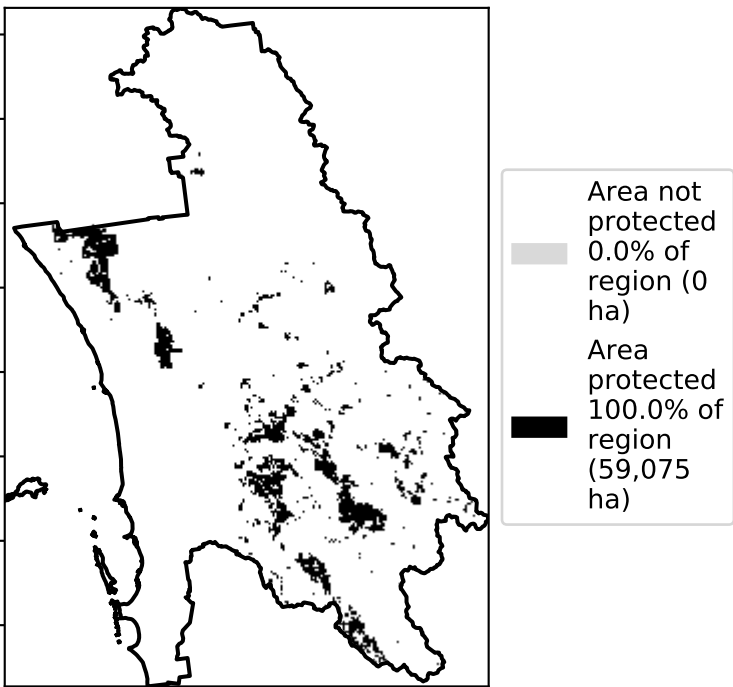 Area not
protected
0.0% of
region (0
ha)
Area
protected
100.0% of
region
(59,075
ha)